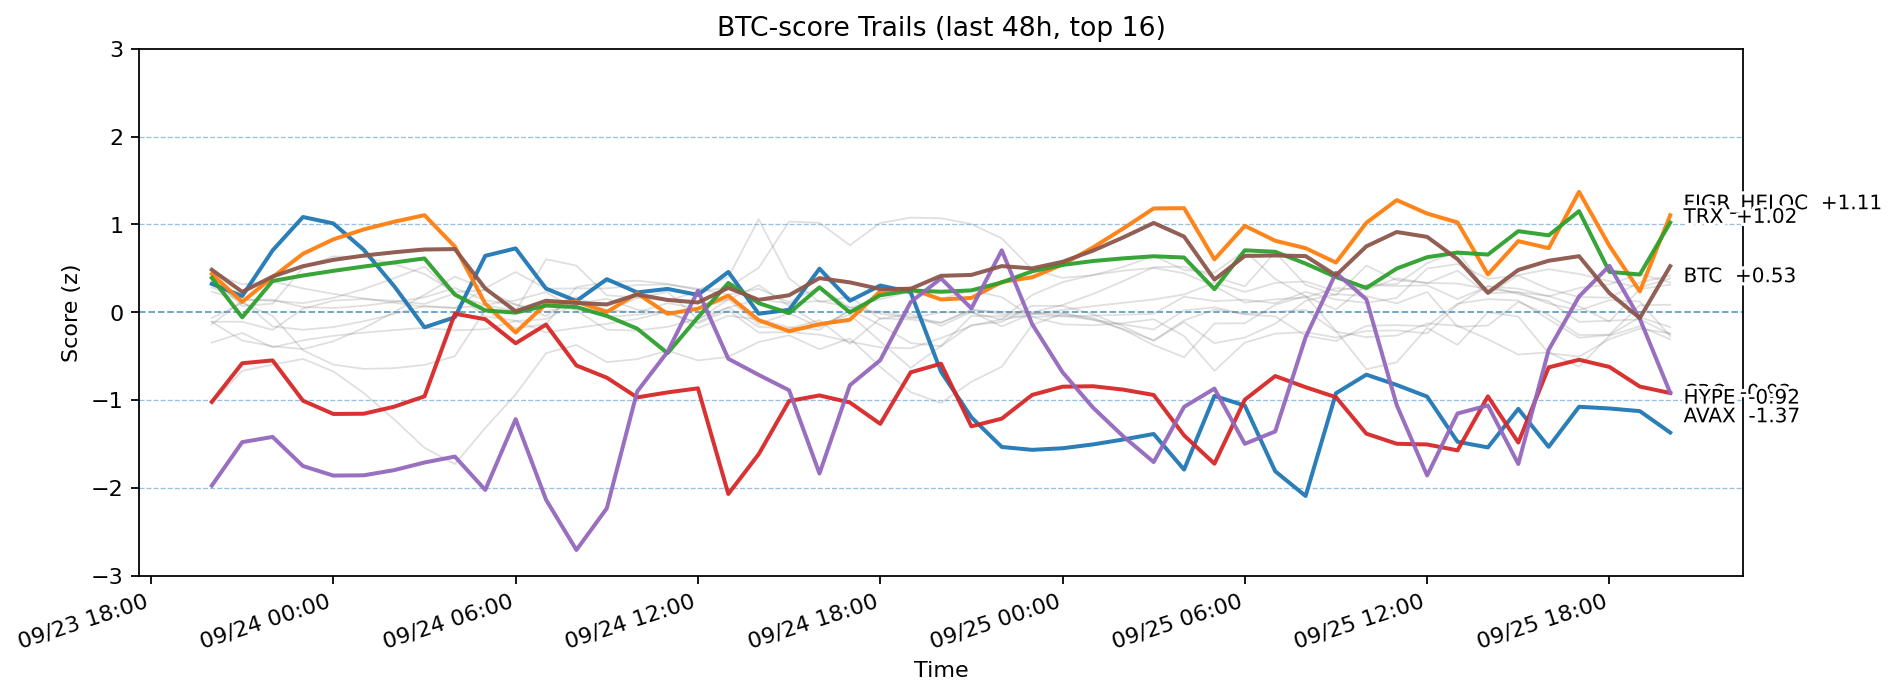 BTC-score Trails (last 48h, top 16)
Score (z)
3
2
1
0
−1
−2
−3
FIGR_HELOC +1.11
TRX +1.02
BTC +0.53
HYPE -0.92
AVAX -1.37
09/23 18:00
09/24 00:00
09/24 06:00
09/24 12:00
09/24 18:00
09/25 00:00
09/25 06:00
09/25 12:00
09/25 18:00
Time